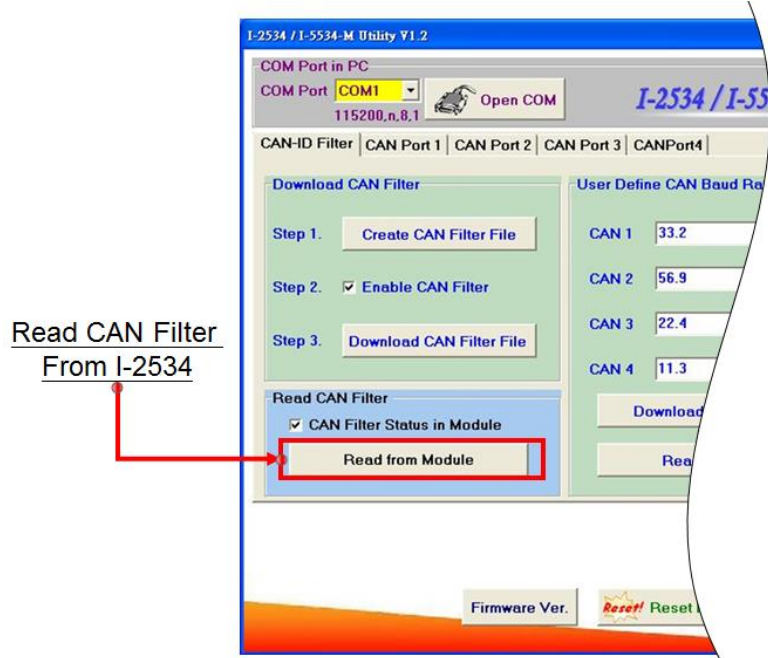 I-2534 / I-5534-M Utility V1.2
COM Port in PC
COM Port COM1 Open COM
115200,n,8,1
I-2534 / I-55
CAN-ID Filter CAN Port 1 CAN Port 2 CAN Port 3 CANPort4
Download CAN Filter
Step 1. Create CAN Filter File
Step 2. Enable CAN Filter
Step 3. Download CAN Filter File
User Define CAN Baud Ra
CAN 1 33.2
CAN 2 56.9
CAN 3 22.4
CAN 4 11.3
Download
Rea
Read CAN Filter
From I-2534
Read CAN Filter
CAN Filter Status in Module
Read from Module
Firmware Ver.
Reset! Reset